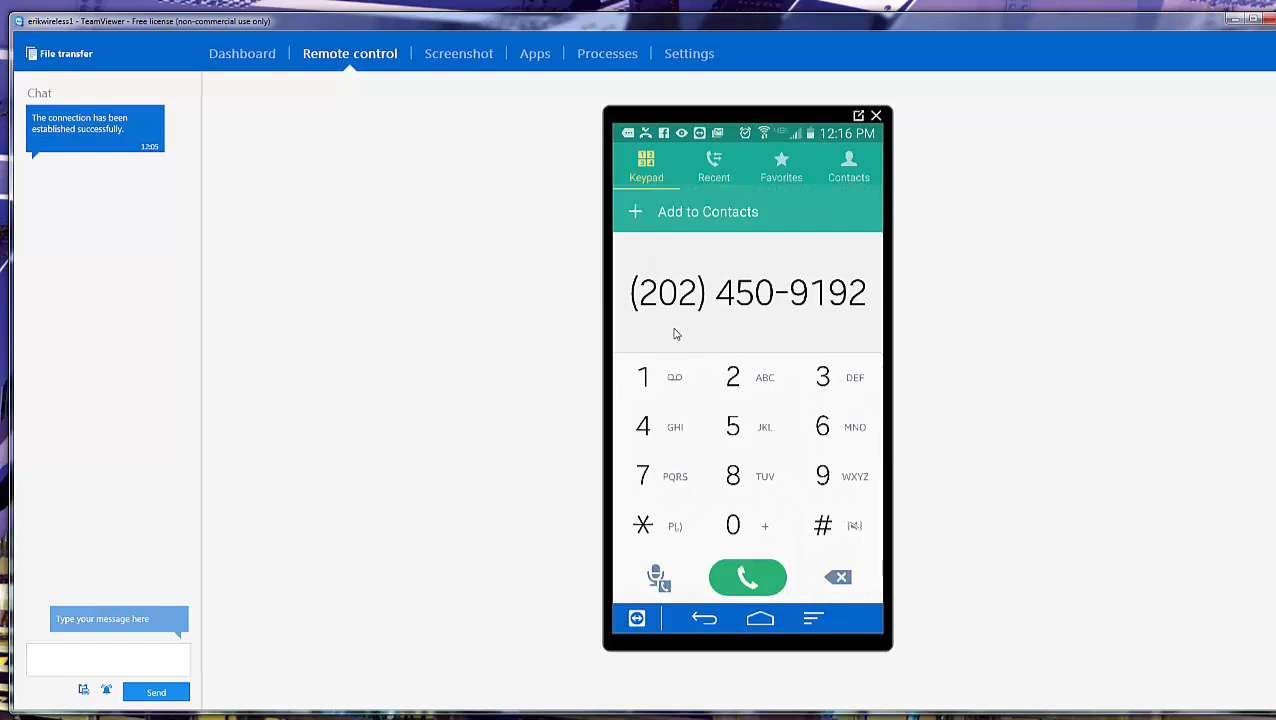 erikwireless1 - TeamViewer - Free license (non-commercial use only)
File transfer
Dashboard
Remote control
Screenshot
Apps
Processes
Settings
Chat
The connection has been
established successfully.
12:05
12:16 PM
Keypad
Recent
Favorites
Contacts
+ Add to Contacts
(202) 450-9192
1
2 ABC
3 DEF
4 GHI
5 JKL
6 MNO
7 PQRS
8 TUV
9 WXYZ
* P(,)
0 +
#
Type your message here
Send